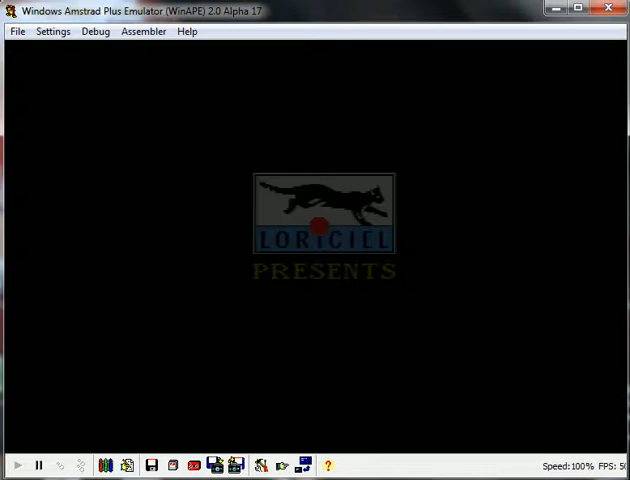 Windows Amstrad Plus Emulator (WinAPE) 2.0 Alpha 17
File Settings Debug Assembler Help
LORICIEL
PRESENTS
Speed:100% FPS: 50